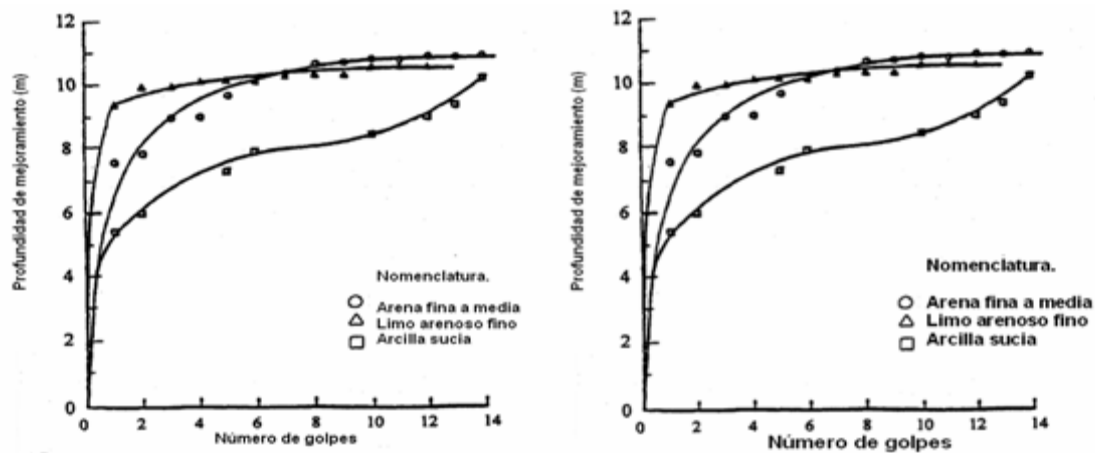 Profundidad de mejoramiento (m)
12
10
8
6
4
2
0
0
2
4
6
8
10
12
14
Número de golpes
Nomenclatura.
Arena fina a media
Limo arenoso fino
Arcilla sucia
Profundidad de mejoramiento (m)
12
10
8
6
4
2
0
0
2
4
6
8
10
12
14
Número de golpes
Nomenclatura.
Arena fina a media
Limo arenoso fino
Arcilla sucia